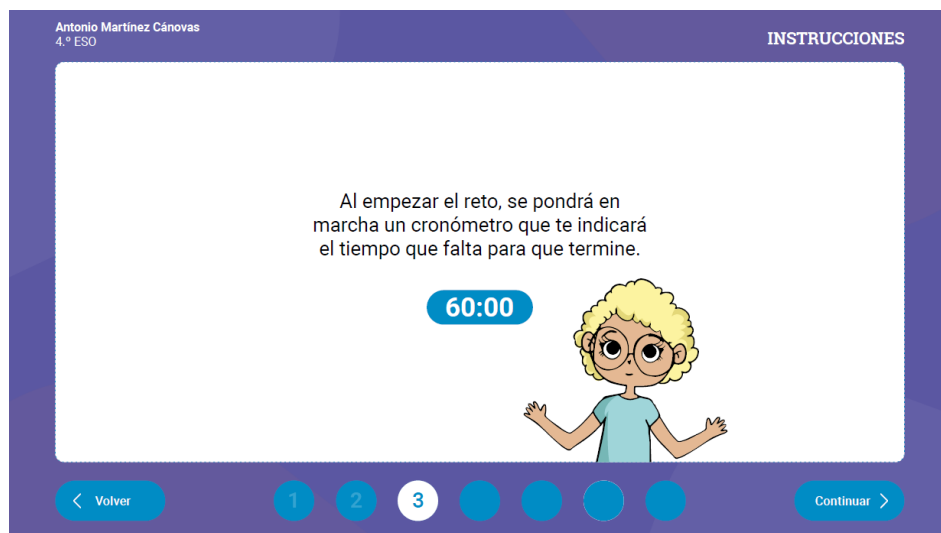 Antonio Martínez Cánovas
4.º ESO
INSTRUCCIONES
Al empezar el reto, se pondrá en
marcha un cronómetro que te indicará
el tiempo que falta para que termine.
60:00
Volver
1
2
3
Continuar